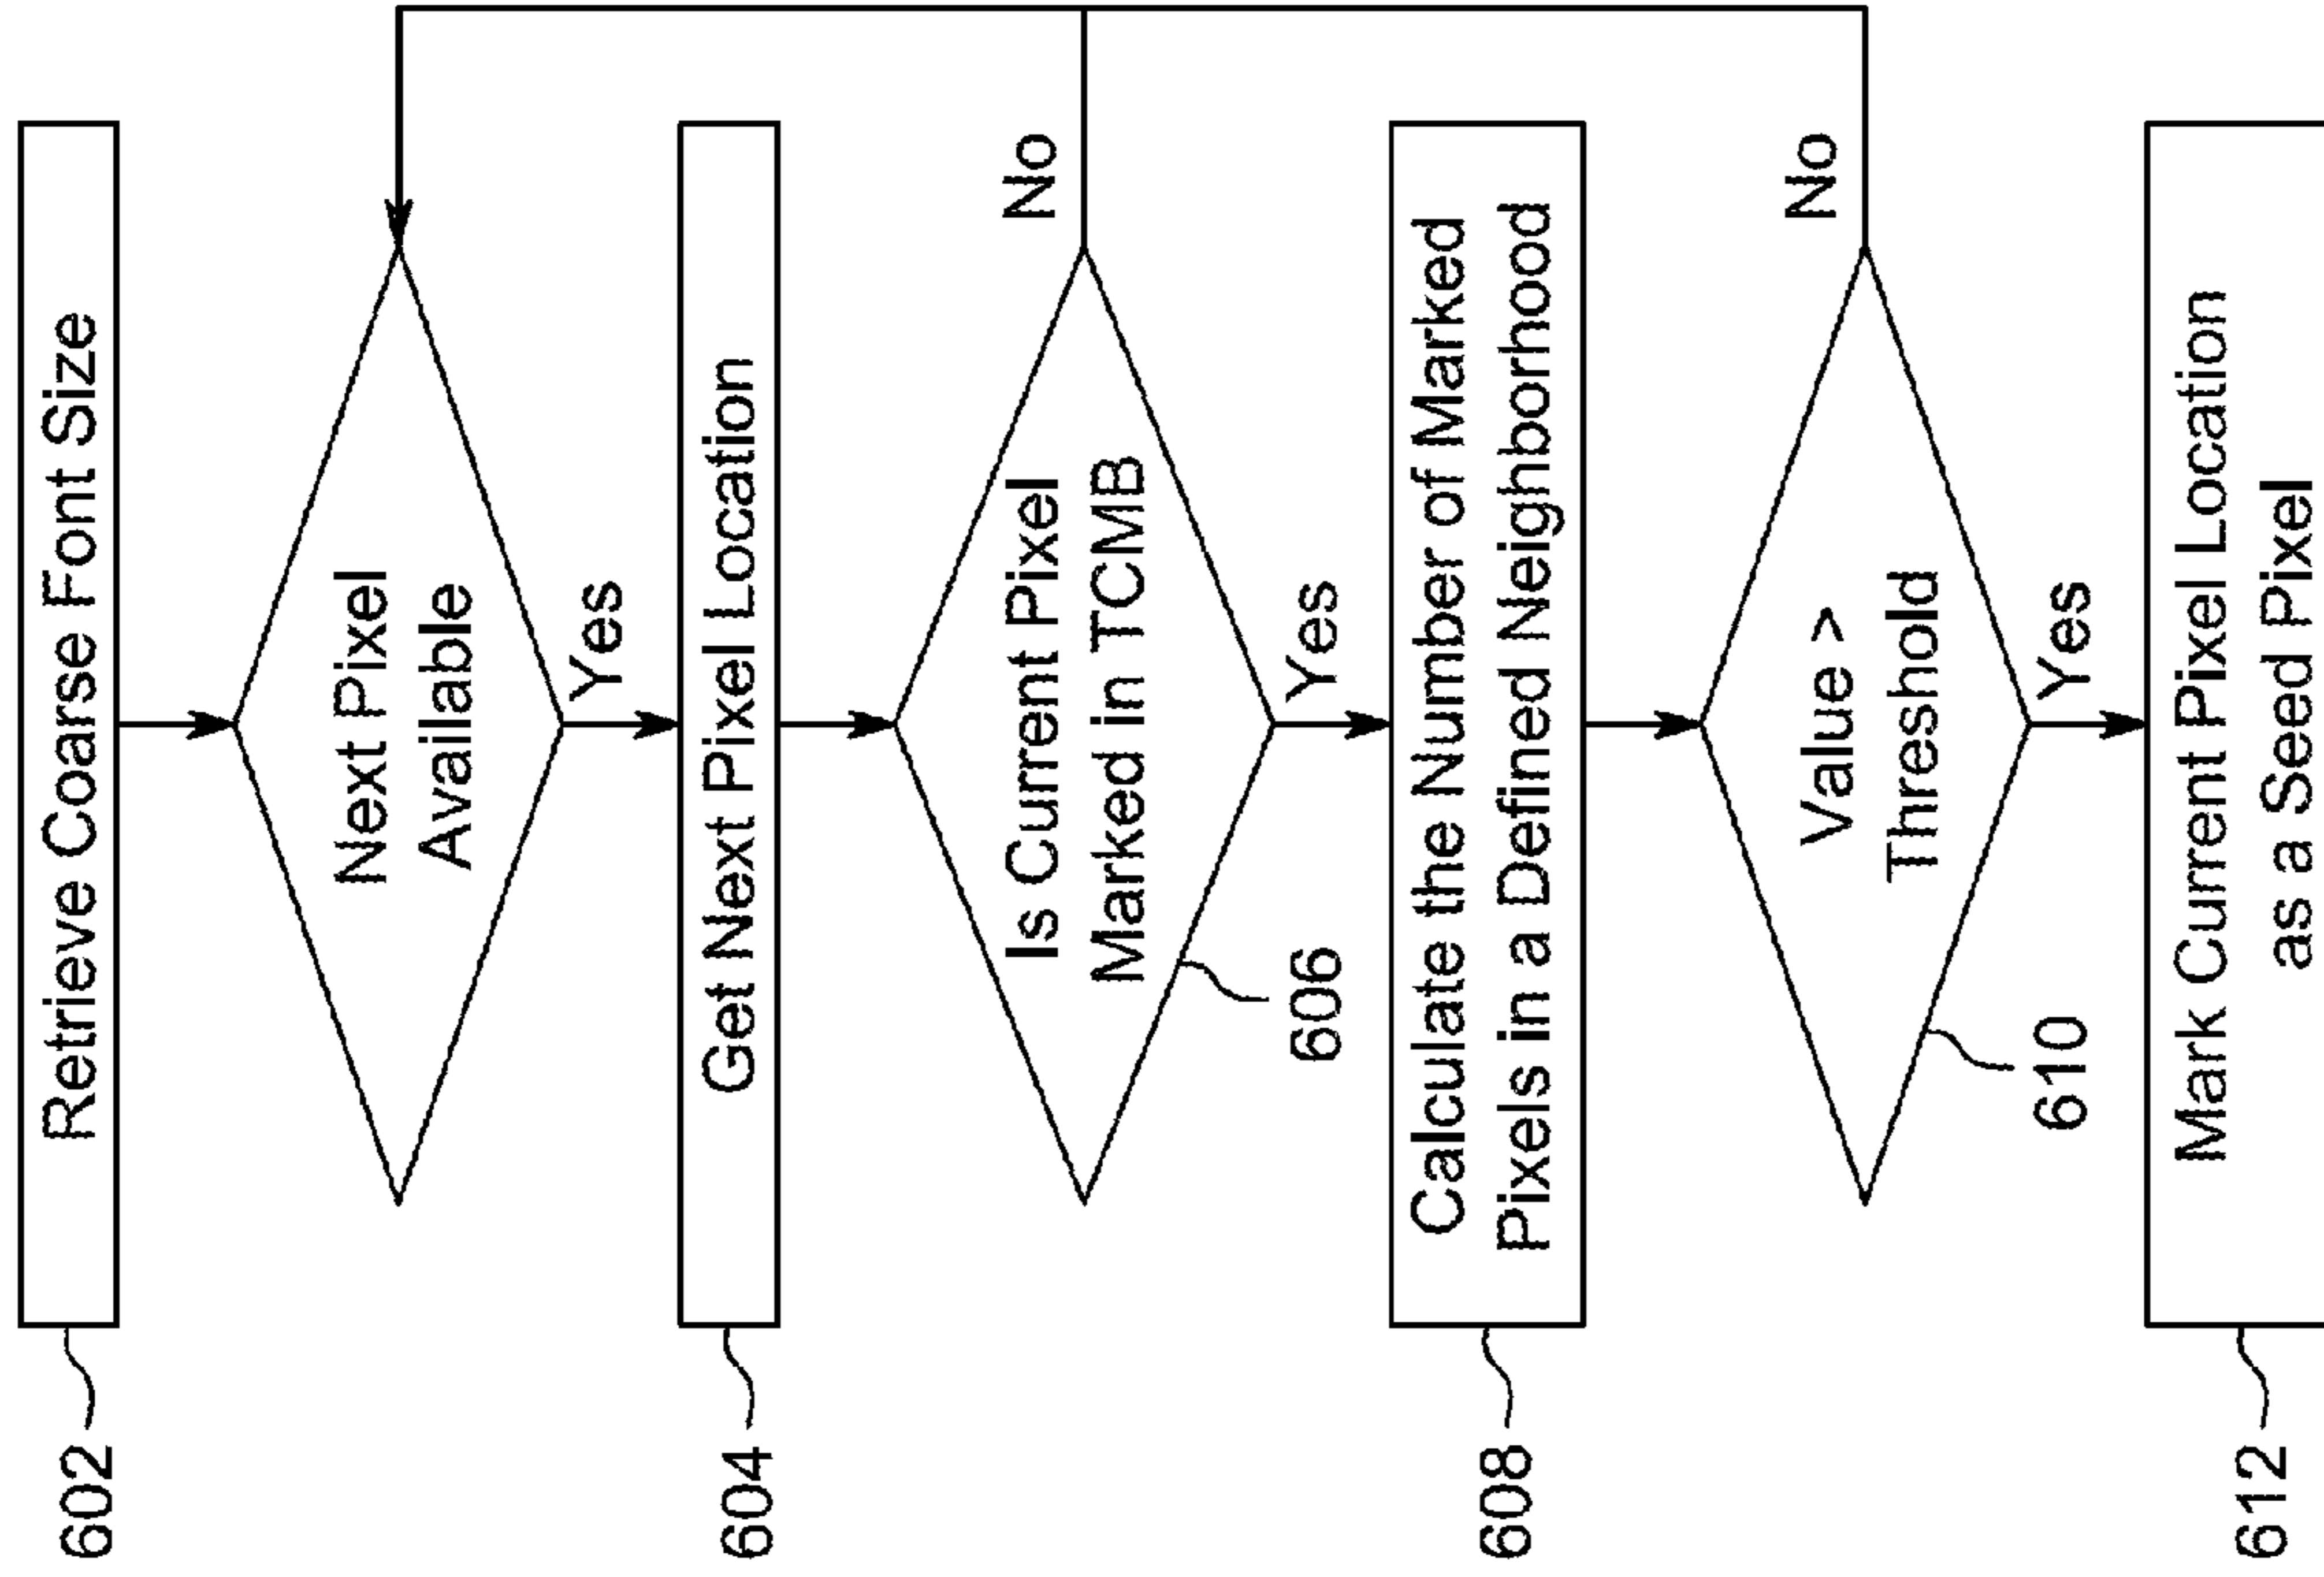 602
Retrieve Coarse Font Size
Next Pixel
Available
Yes
604
Get Next Pixel Location
Is Current Pixel
Marked in TCMB
No
606
Yes
608
Calculate the Number of Marked
Pixels in a Defined Neighborhood
Value >
Threshold
No
610
Yes
612
Mark Current Pixel Location
as a Seed Pixel